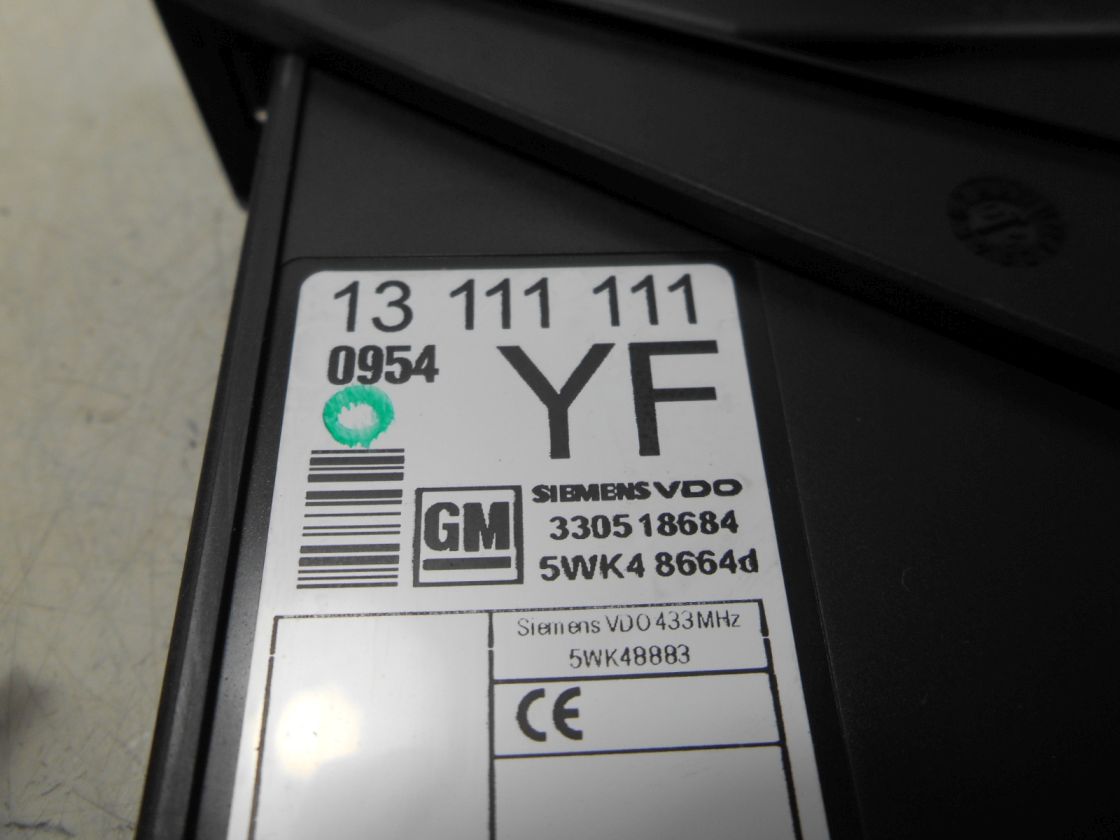 13 111 111
0954
YF
GM
SIEMENS VDO
330518684
5WK4 8664d
Siemens VDO 433MHz
5WK48883
CE